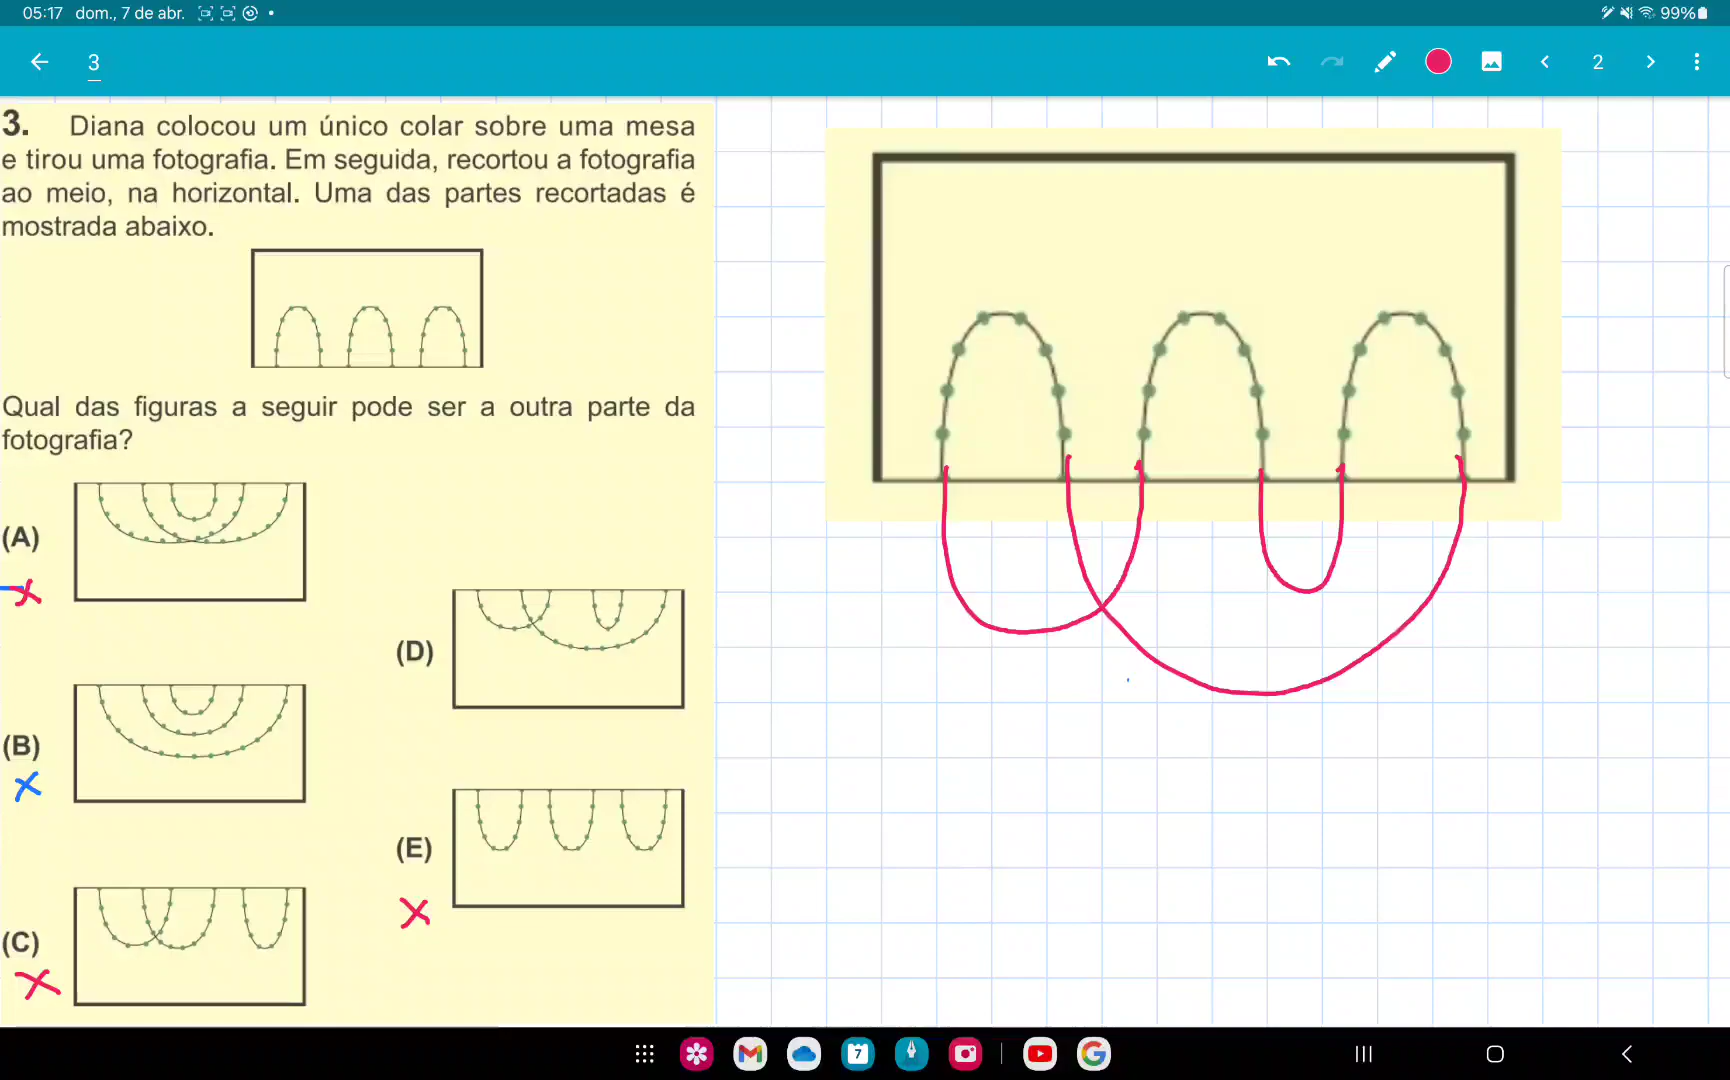 05:17 dom., 7 de abr.
99%
3
2
3. Diana colocou um único colar sobre uma mesa
e tirou uma fotografia. Em seguida, recortou a fotografia
ao meio, na horizontal. Uma das partes recortadas é
mostrada abaixo.
Qual das figuras a seguir pode ser a outra parte da
fotografia?
(A)
(B)
(C)
(D)
(E)
7